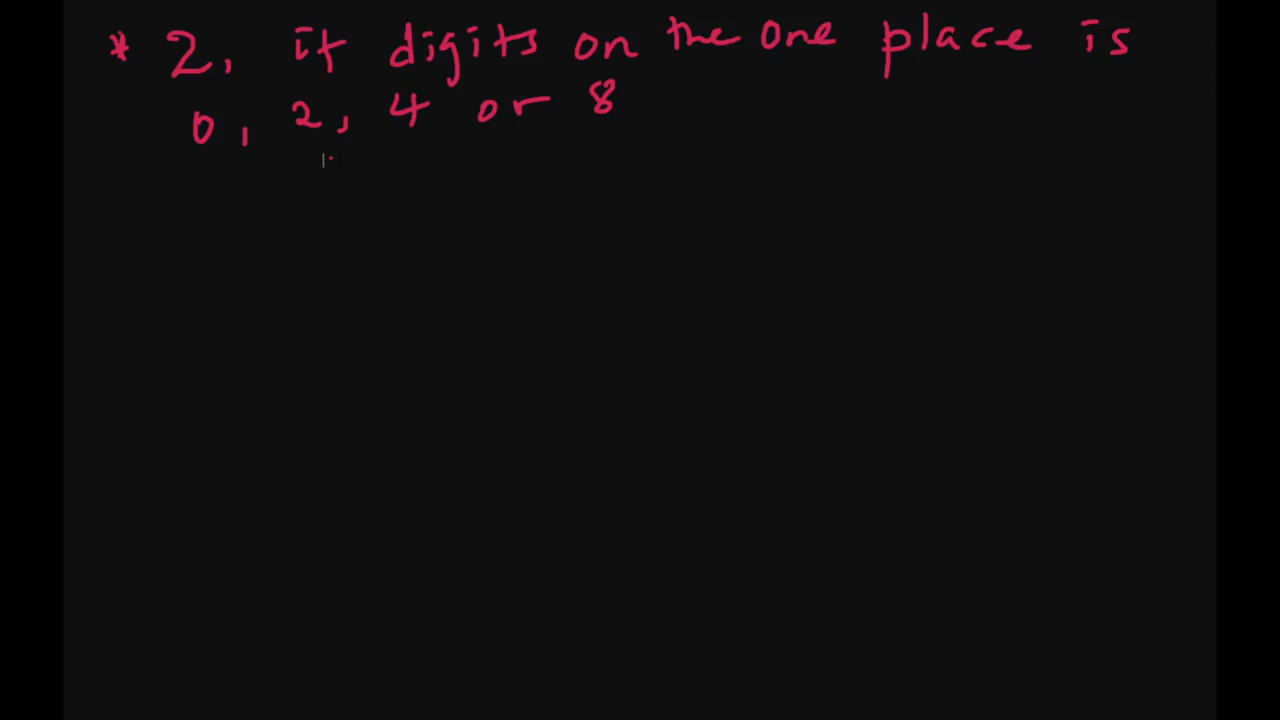 * 2, if digits on the one place is
0, 2, 4 or 8